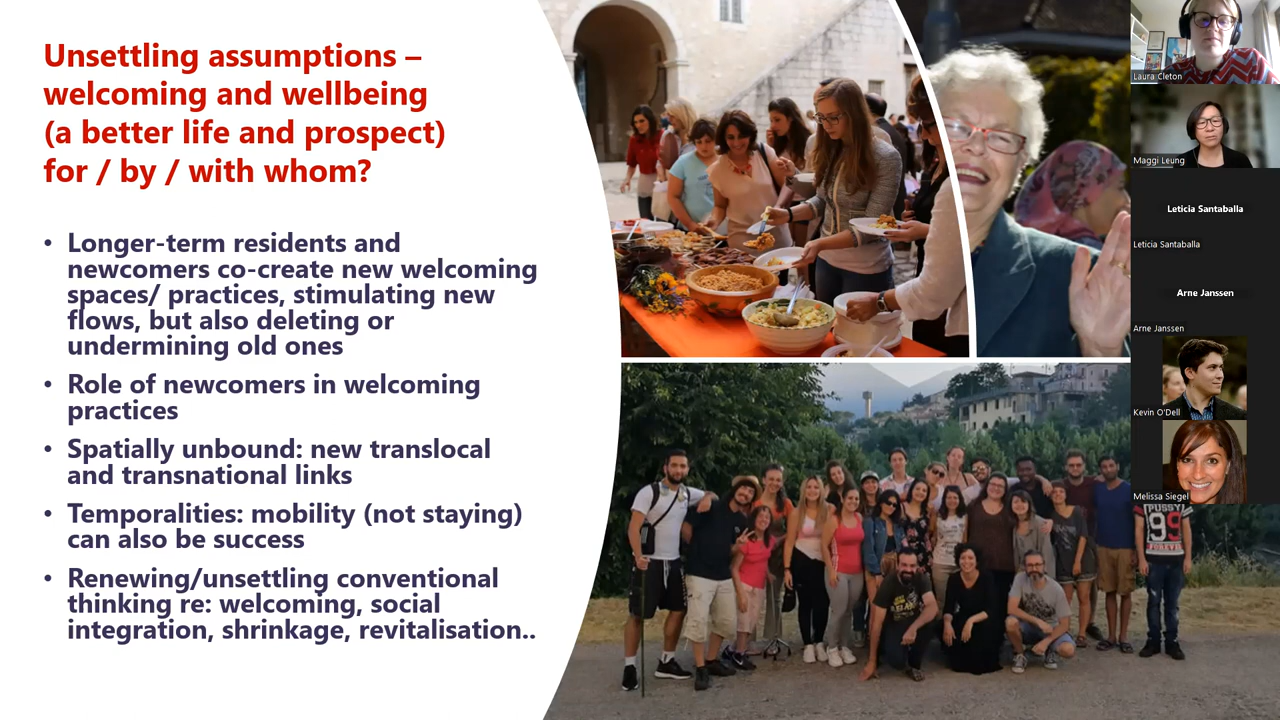 Unsettling assumptions –
welcoming and wellbeing
(a better life and prospect)
for / by / with whom?
• Longer-term residents and
newcomers co-create new welcoming
spaces/ practices, stimulating new
flows, but also deleting or
undermining old ones
• Role of newcomers in welcoming
practices
• Spatially unbound: new translocal
and transnational links
• Temporalities: mobility (not staying)
can also be success
• Renewing/unsettling conventional
thinking re: welcoming, social
integration, shrinkage, revitalisation..
Laura Cleton
Maggi Leung
Leticia Santaballa
Leticia Santaballa
Arne Janssen
Arne Janssen
Kevin O'Dell
Melissa Siegel
PUSSY
99
FOREVER